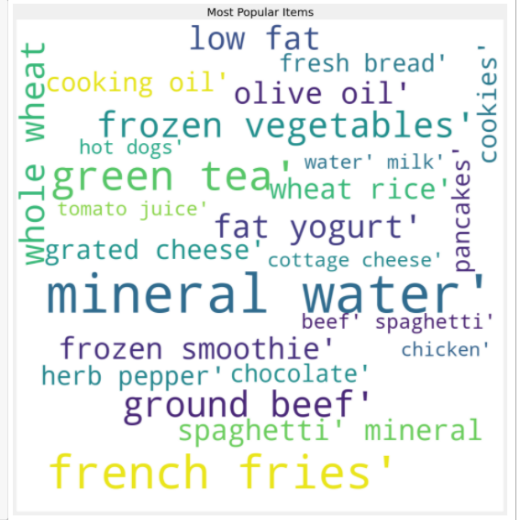 Most Popular Items
low fat
fresh bread'
cookies'
whole wheat
cooking oil'
olive oil'
frozen vegetables'
hot dogs'
water' milk'
green tea'
wheat rice'
pancakes'
tomato juice'
fat yogurt'
grated cheese'
cottage cheese'
mineral water'
beef' spaghetti'
frozen smoothie'
chicken'
herb pepper'
chocolate'
ground beef'
spaghetti' mineral
french fries'